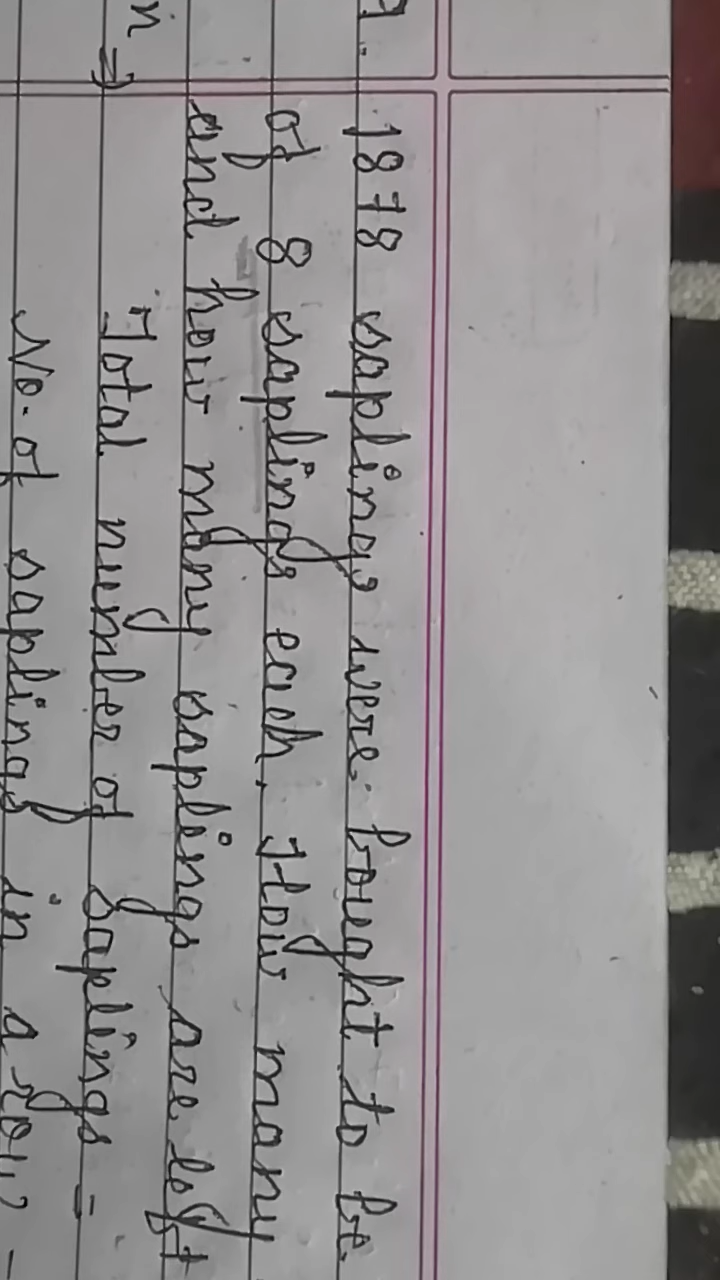 1878 saplings were bought to be
of 8 saplings each. How many
and how many saplings are left
Total number of saplings =
No. of saplings in a row